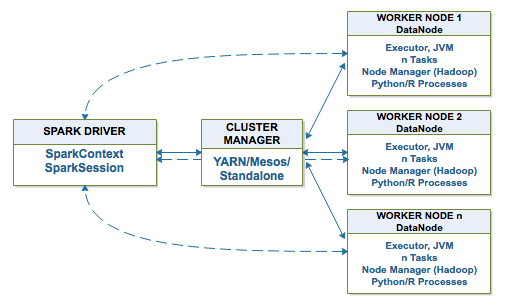 SPARK DRIVER
SparkContext
SparkSession
CLUSTER
MANAGER
YARN/Mesos/
Standalone
WORKER NODE 1
DataNode
Executor, JVM
n Tasks
Node Manager (Hadoop)
Python/R Processes
WORKER NODE 2
DataNode
Executor, JVM
n Tasks
Node Manager (Hadoop)
Python/R Processes
WORKER NODE n
DataNode
Executor, JVM
n Tasks
Node Manager (Hadoop)
Python/R Processes